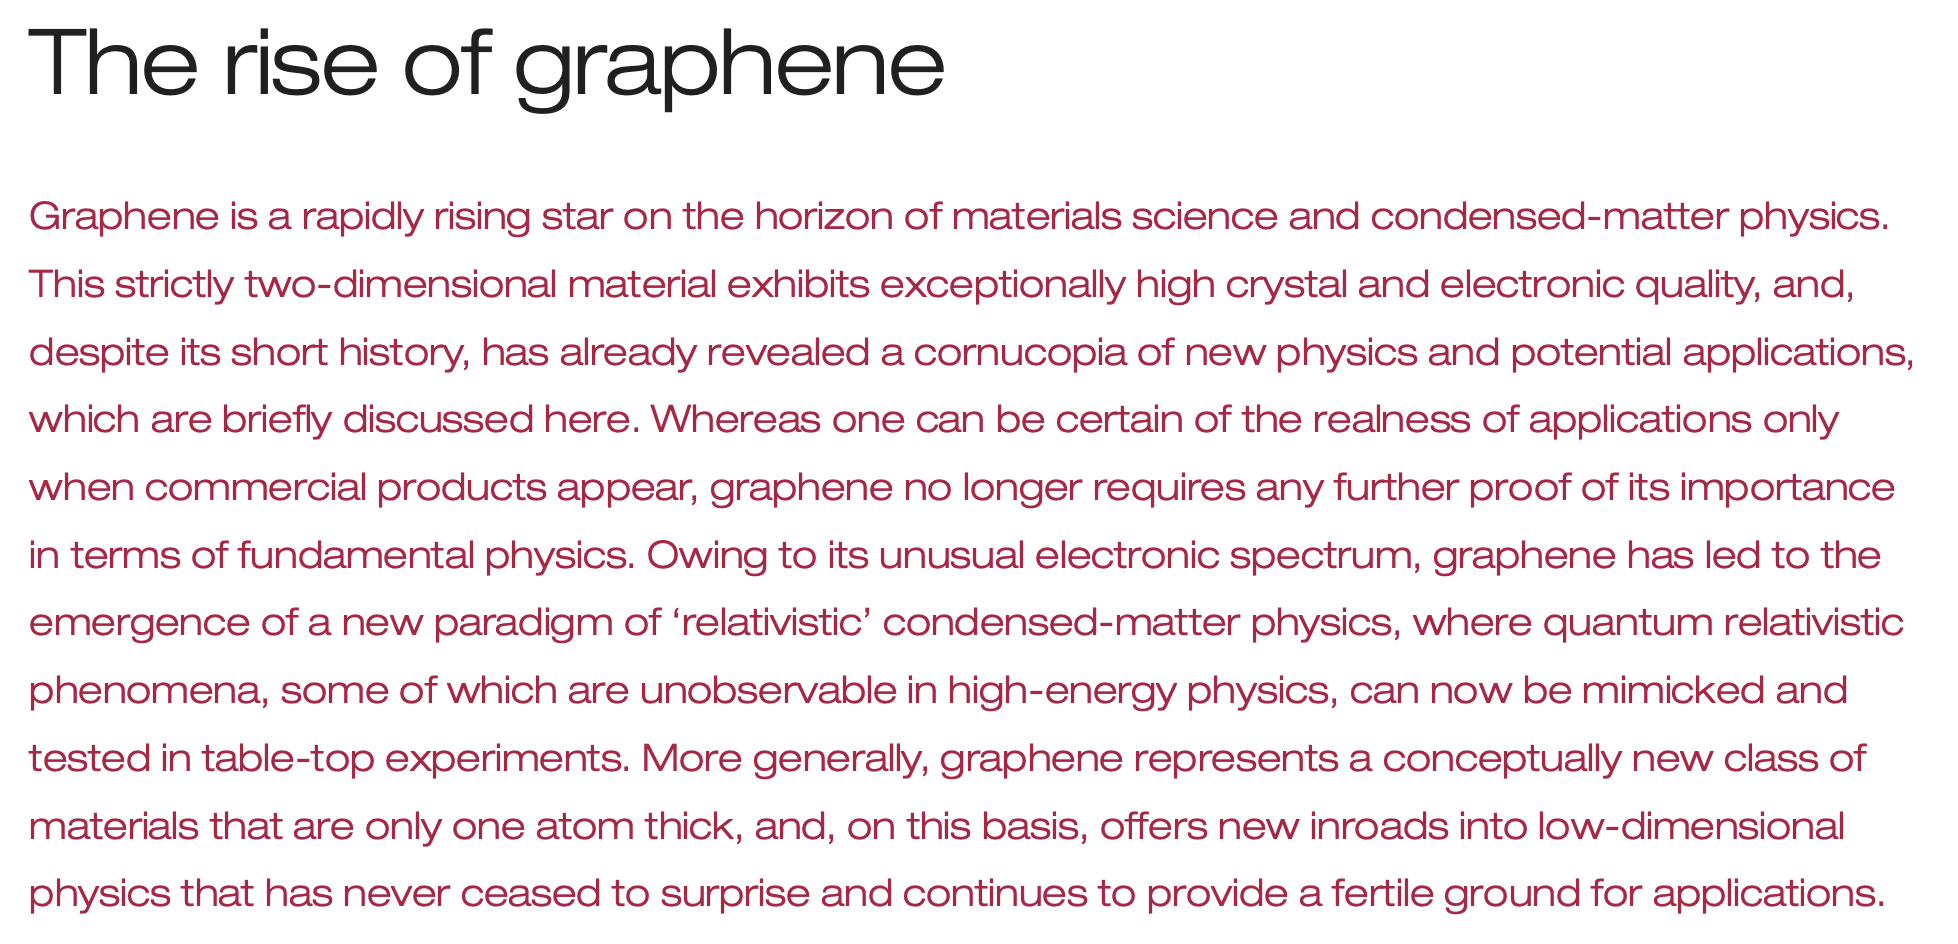 The rise of graphene
Graphene is a rapidly rising star on the horizon of materials science and condensed-matter physics.
This strictly two-dimensional material exhibits exceptionally high crystal and electronic quality, and,
despite its short history, has already revealed a cornucopia of new physics and potential applications,
which are briefly discussed here. Whereas one can be certain of the realness of applications only
when commercial products appear, graphene no longer requires any further proof of its importance
in terms of fundamental physics. Owing to its unusual electronic spectrum, graphene has led to the
emergence of a new paradigm of ‘relativistic’ condensed-matter physics, where quantum relativistic
phenomena, some of which are unobservable in high-energy physics, can now be mimicked and
tested in table-top experiments. More generally, graphene represents a conceptually new class of
materials that are only one atom thick, and, on this basis, offers new inroads into low-dimensional
physics that has never ceased to surprise and continues to provide a fertile ground for applications.